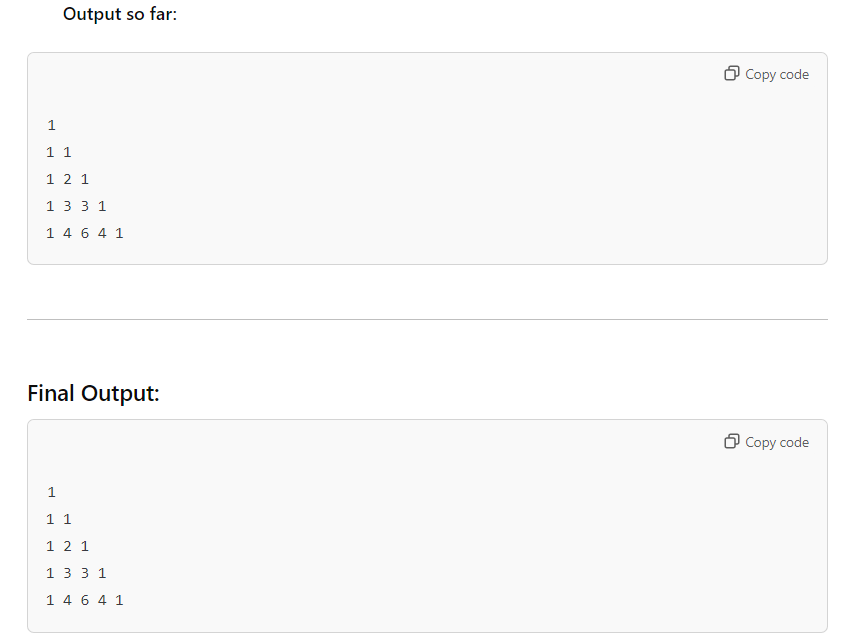 Output so far:
Copy code
1
1 1
1 2 1
1 3 3 1
1 4 6 4 1
Final Output:
Copy code
1
1 1
1 2 1
1 3 3 1
1 4 6 4 1